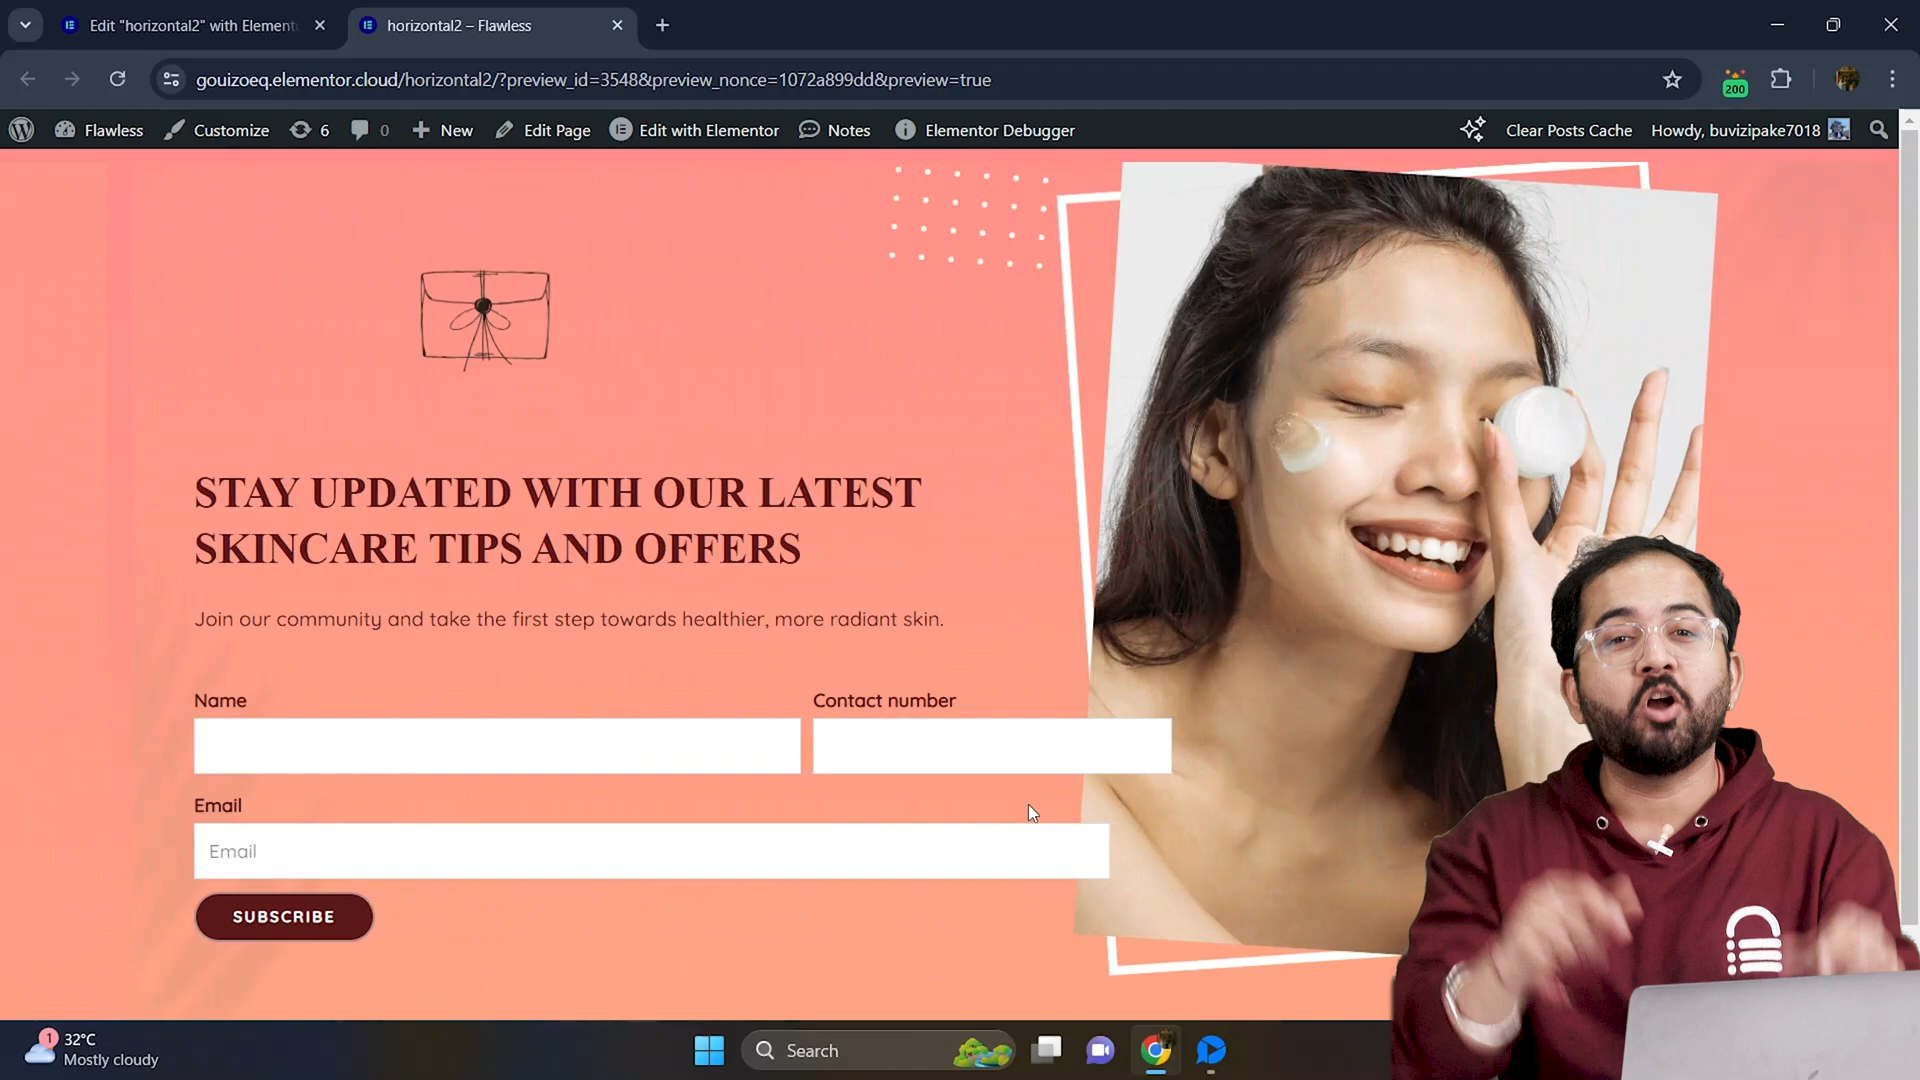 Edit "horizontal2" with Element
horizontal2 – Flawless
gouizoeq.elementor.cloud/horizontal2/?preview_id=3548&preview_nonce=1072a899dd&preview=true
200
Flawless
Customize
6
0
New
Edit Page
Edit with Elementor
Notes
Elementor Debugger
Clear Posts Cache
Howdy, buvizipake7018
STAY UPDATED WITH OUR LATEST
SKINCARE TIPS AND OFFERS
Join our community and take the first step towards healthier, more radiant skin.
Name
Contact number
Email
Email
SUBSCRIBE
1
32°C
Mostly cloudy
Search